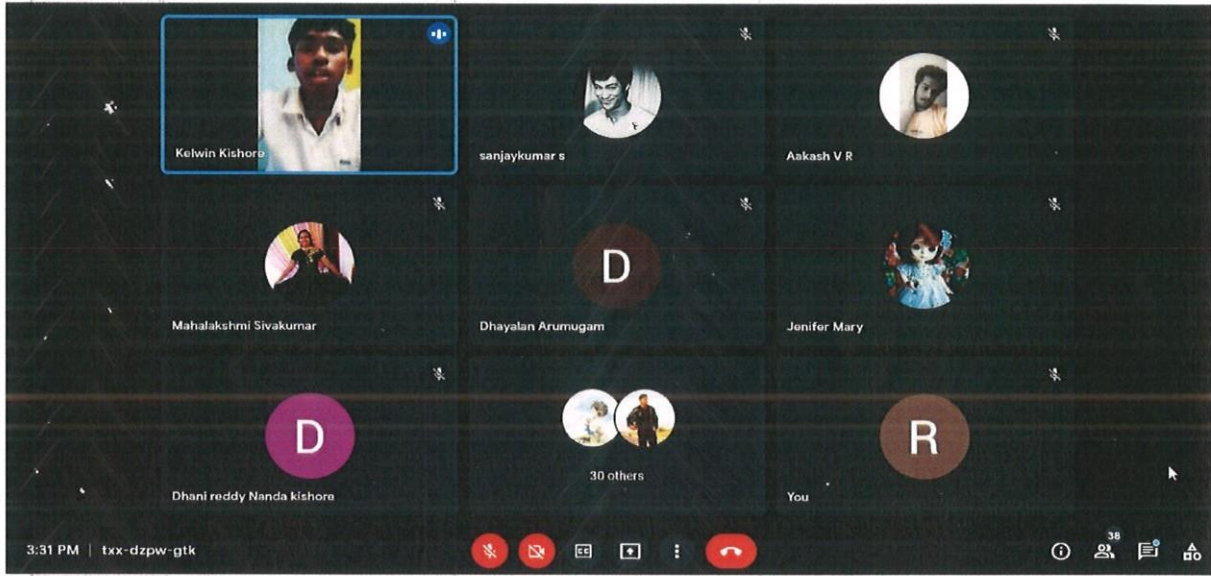 Kelwin Kishore
sanjaykumar s
Aakash V R
Mahalakshmi Sivakumar
D
Dhayalan Arumugam
Jenifer Mary
D
Dhani reddy Nanda kishore
30 others
R
You
3:31 PM | txx-dzpw-gtk
CC
38